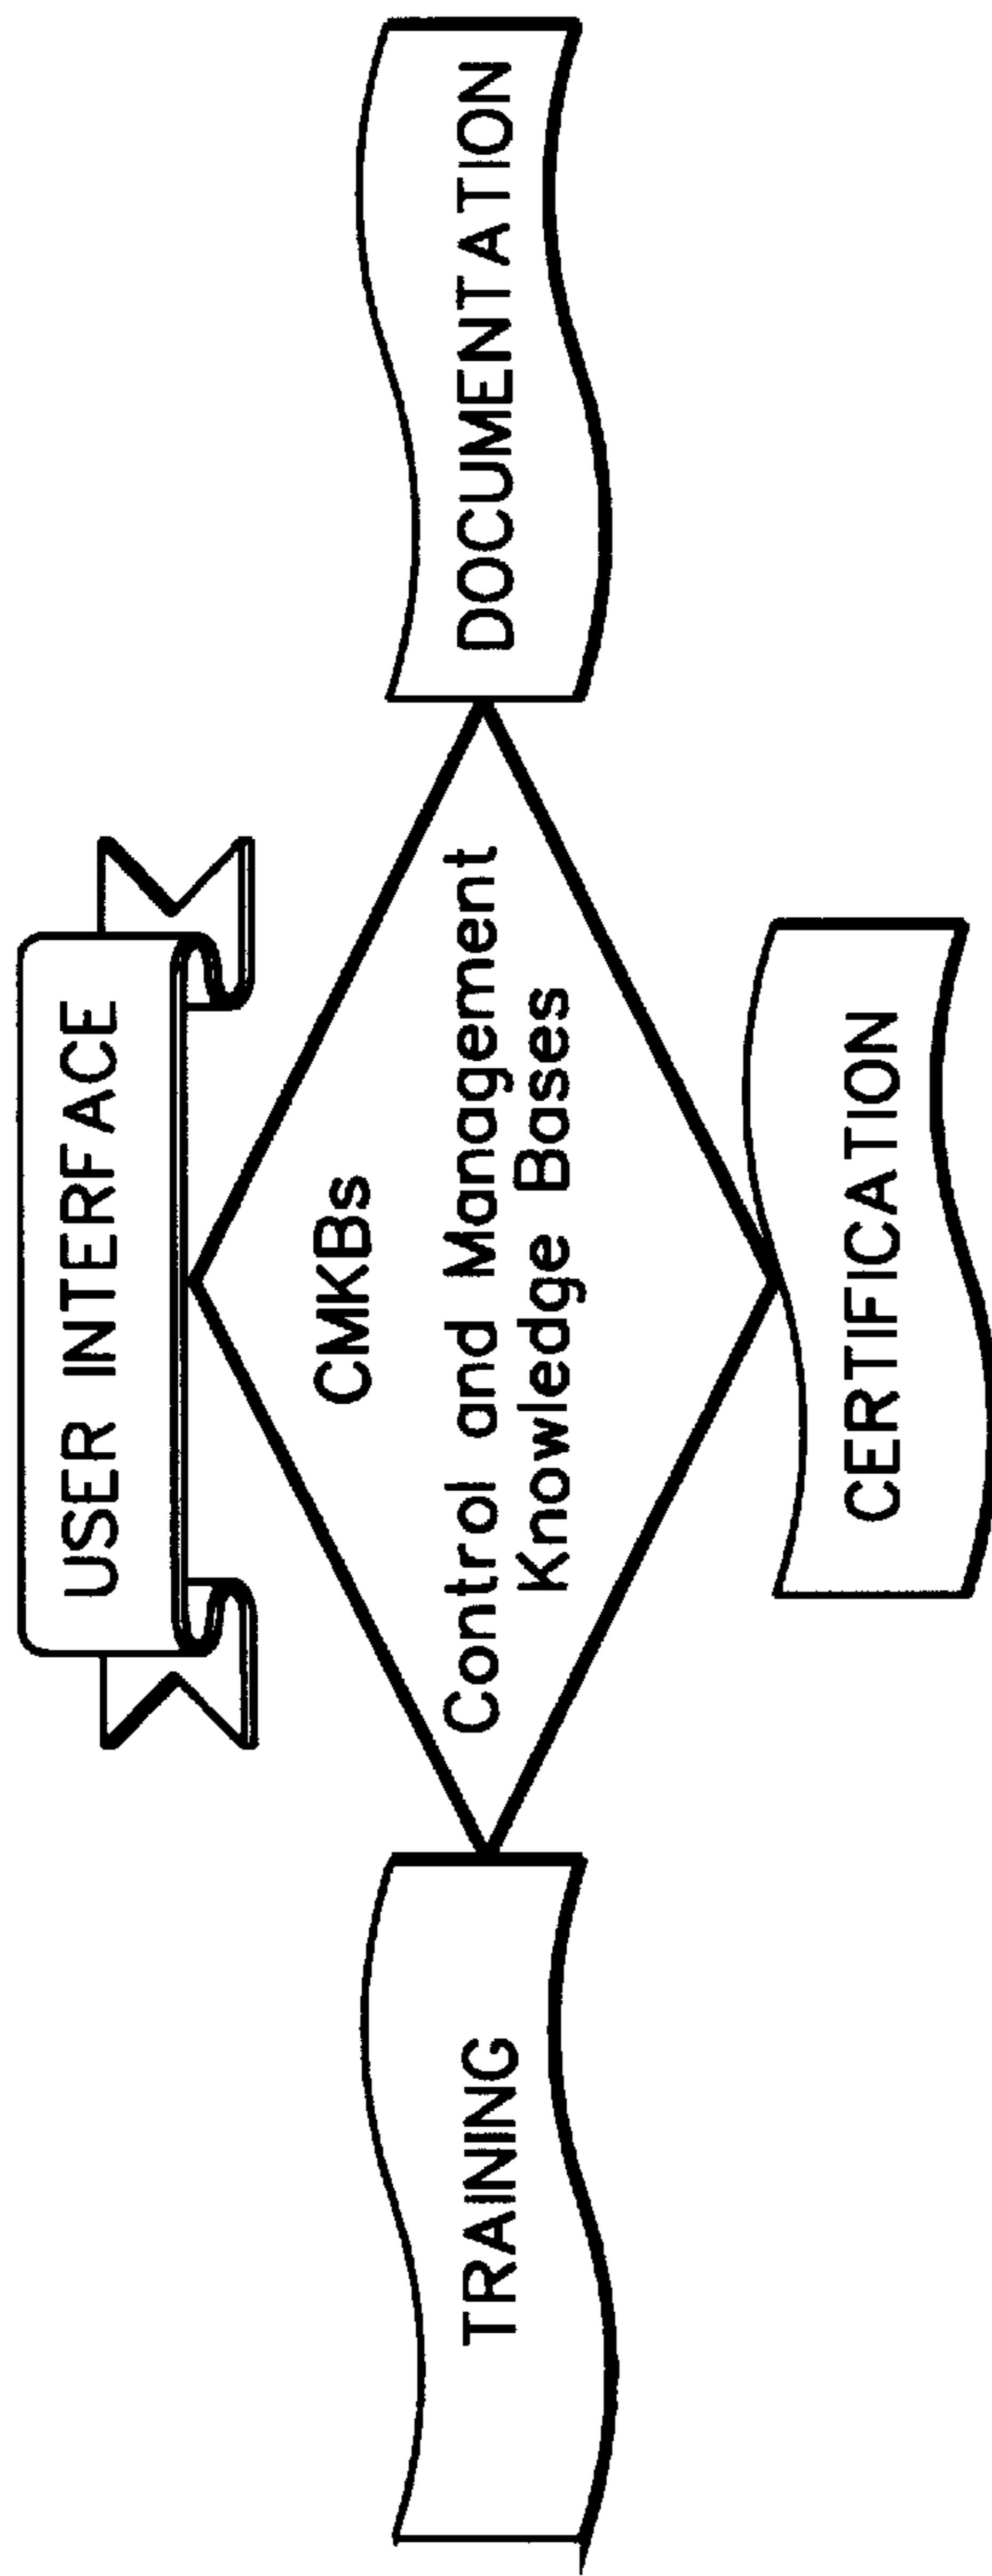 USER INTERFACE
CMKBs
Control and Management
Knowledge Bases
TRAINING
DOCUMENTATION
CERTIFICATION